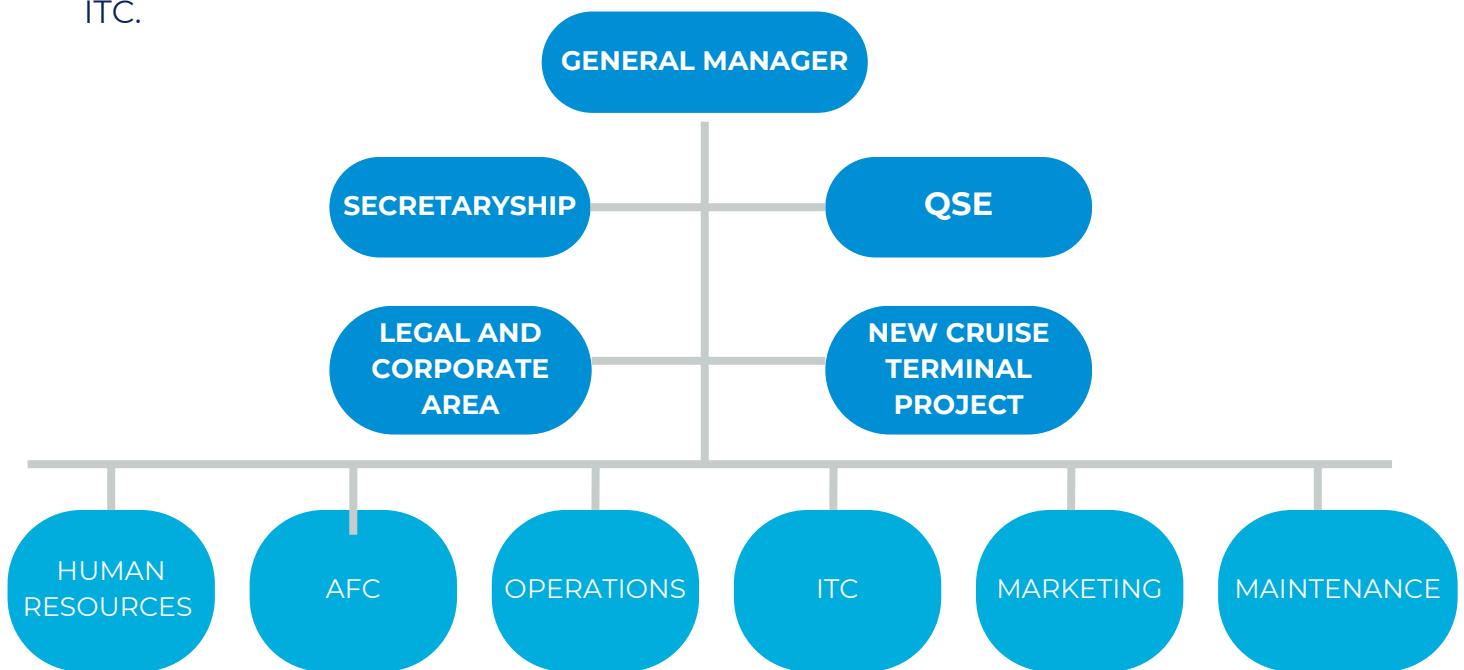 ITC.
GENERAL MANAGER
SECRETARYSHIP
QSE
LEGAL AND
CORPORATE
AREA
NEW CRUISE
TERMINAL
PROJECT
HUMAN
RESOURCES
AFC
OPERATIONS
ITC
MARKETING
MAINTENANCE